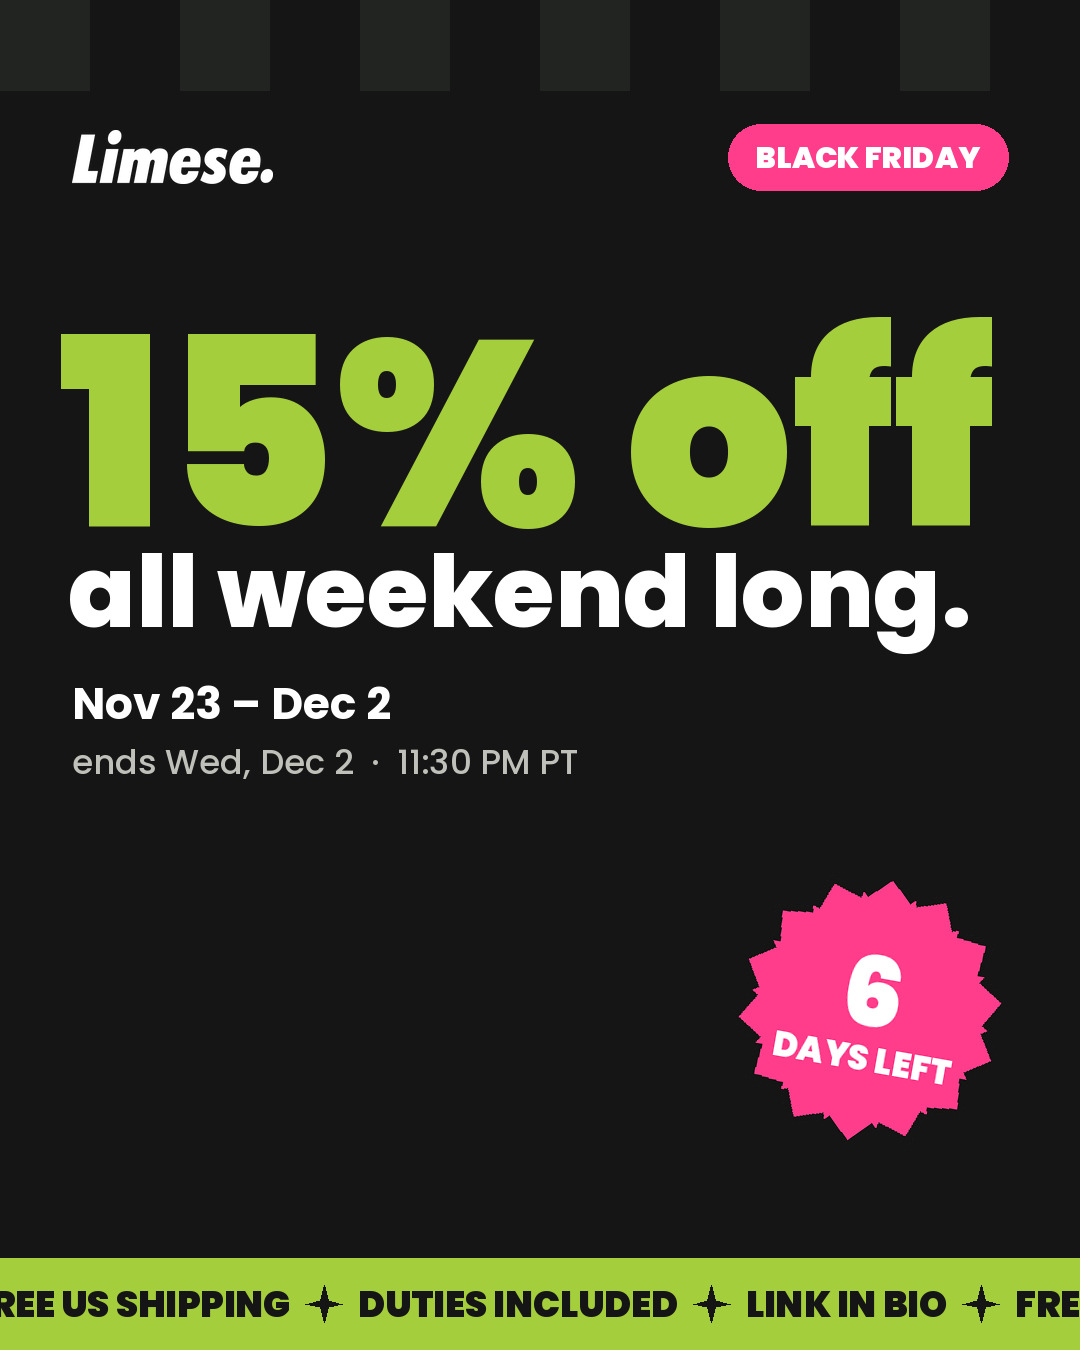 Limese.
BLACK FRIDAY
15% off
all weekend long.
Nov 23 – Dec 2
ends Wed, Dec 2 · 11:30 PM PT
6
DAYS LEFT
REE US SHIPPING ✦ DUTIES INCLUDED ✦ LINK IN BIO ✦ FRE